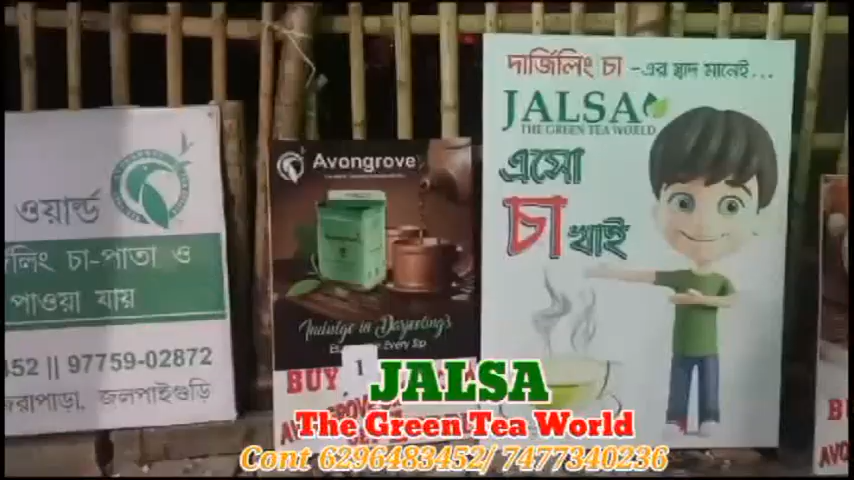 ওয়ার্ল্ড
চা-পাতা ও
পাওয়া যায়
452 || 97759-02872
জলপাইগুড়ি
Avongrove
Indulge in Darjeeling's
Every Sip
BUY 1
দার্জিলিং চা -এর স্বাদ মানেই...
JALSA
THE GREEN TEA WORLD
এসো
চা খাই
JALSA
The Green Tea World
Cont 6296483452/ 7477340236